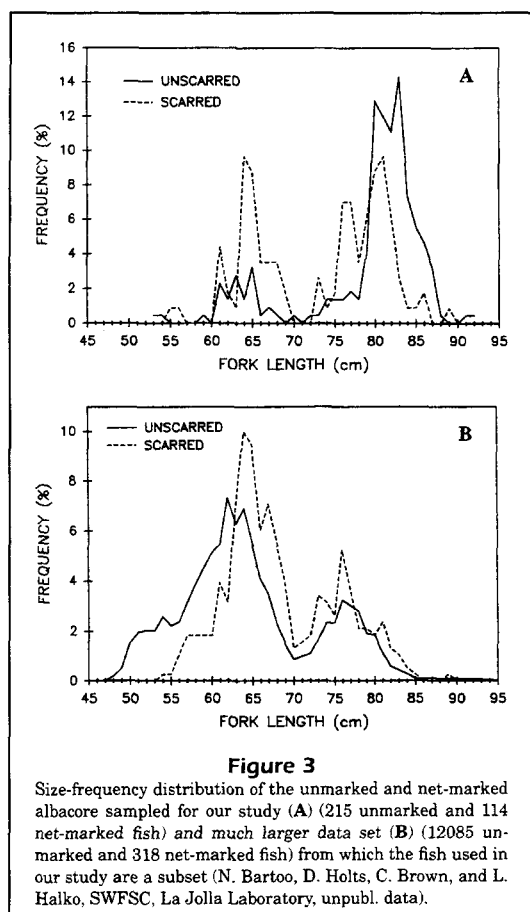 16
14
12
10
8
6
4
2
0
FREQUENCY (%)
UNSCARRED
SCARRED
A
45 50 55 60 65 70 75 80 85 90 95
FORK LENGTH (cm)
10
8
6
4
2
0
FREQUENCY (%)
UNSCARRED
SCARRED
B
45 50 55 60 65 70 75 80 85 90 95
FORK LENGTH (cm)
Figure 3
Size-frequency distribution of the unmarked and net-marked
albacore sampled for our study (A) (215 unmarked and 114
net-marked fish) and much larger data set (B) (12085 un-
marked and 318 net-marked fish) from which the fish used in
our study are a subset (N. Bartoo, D. Holts, C. Brown, and L.
Halko, SWFSC, La Jolla Laboratory, unpubl. data).